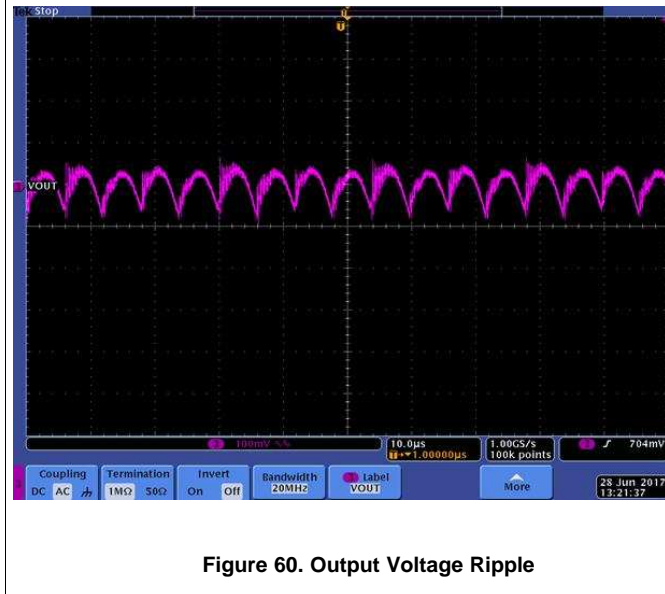 Tek Stop
VOUT
100mV
10.0µs
1.00000µs
1.00GS/s
100k points
704mV
Coupling
DC AC
Termination
1MΩ 50Ω
Invert
On Off
Bandwidth
20MHz
Label
VOUT
More
28 Jun 2017
13:21:37
Figure 60. Output Voltage Ripple